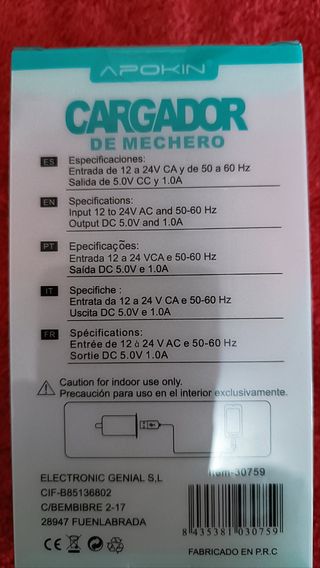 APOKIN
CARGADOR
DE MECHERO
ES Especificaciones:
Entrada de 12 a 24V CA y de 50 a 60 Hz
Salida de 5.0V CC y 1.0A
EN Specifications:
Input 12 to 24V AC and 50-60 Hz
Output DC 5.0V and 1.0A
PT Epecificações:
Entrada 12 a 24 VCA e 50-60 Hz
Saída DC 5.0V e 1.0A
IT Specifiche :
Entrata da 12 a 24 V CA e 50-60 Hz
Uscita DC 5.0V e 1.0A
FR Spécifications:
Entrée de 12 à 24 V AC e 50-60 Hz
Sortie DC 5.0V 1.0A
Caution for indoor use only.
Precaución para uso en el interior exclusivamente.
Item-30759
ELECTRONIC GENIAL S,L
CIF-B85136802
C/BEMBIBRE 2-17
28947 FUENLABRADA
8 435381 030759
CE
FABRICADO EN P.R.C